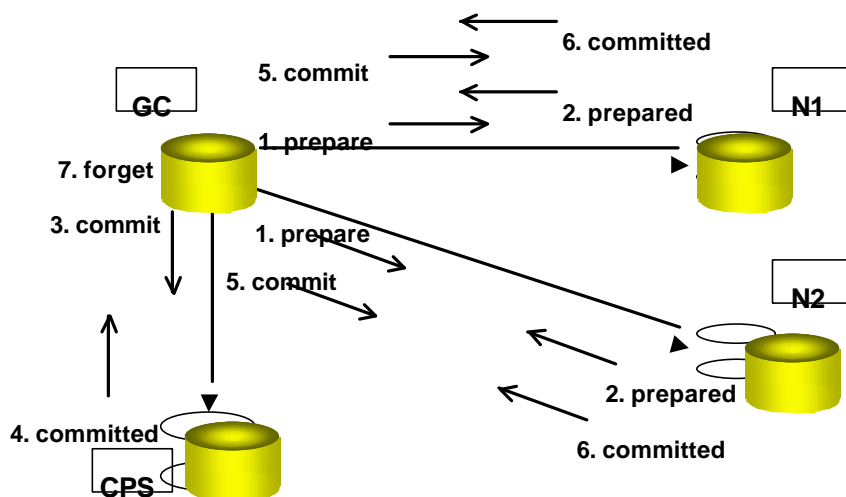 6. committed
5. commit
GC
2. prepared
N1
1. prepare
7. forget
3. commit
1. prepare
5. commit
N2
2. prepared
4. committed
6. committed
CPS